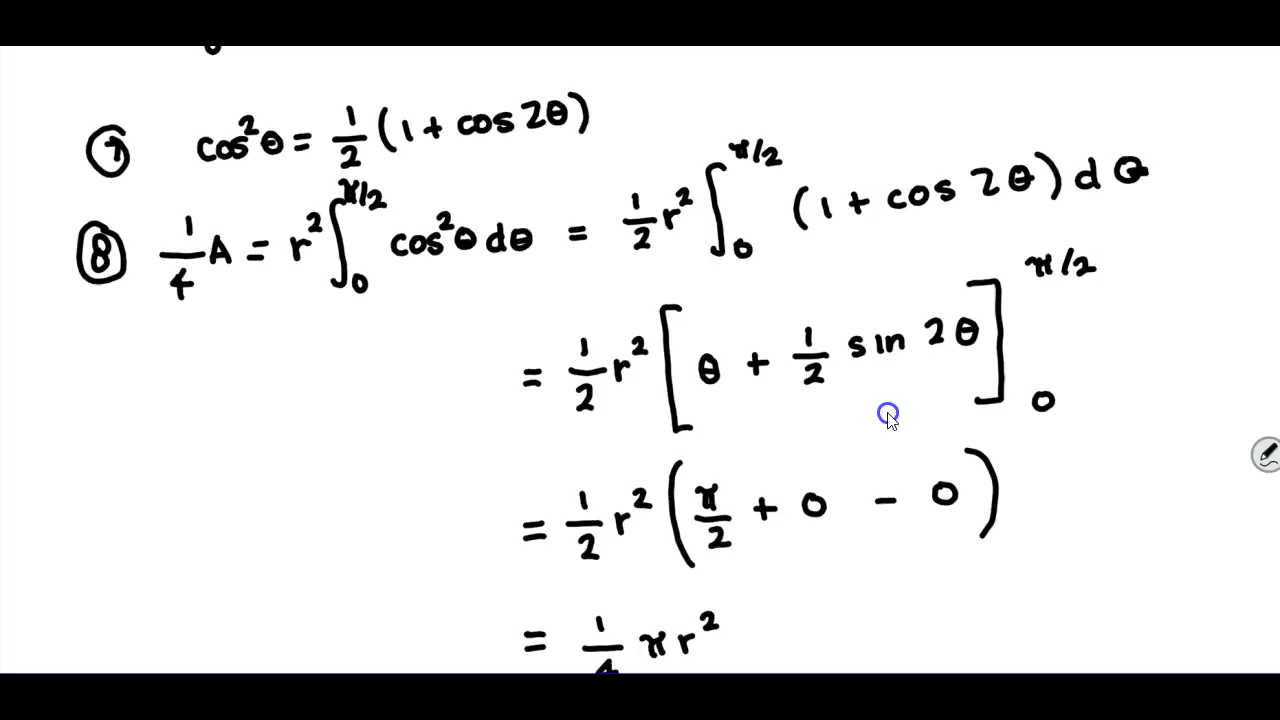 ⑦ cos²θ = 1/2 (1 + cos 2θ)
⑧ 1/4 A = r² ∫₀^π/2 cos²θ dθ = 1/2 r² ∫₀^π/2 (1 + cos 2θ) dθ
= 1/2 r² [θ + 1/2 sin 2θ]₀^π/2
= 1/2 r² (π/2 + 0 - 0)
= 1/4 πr²